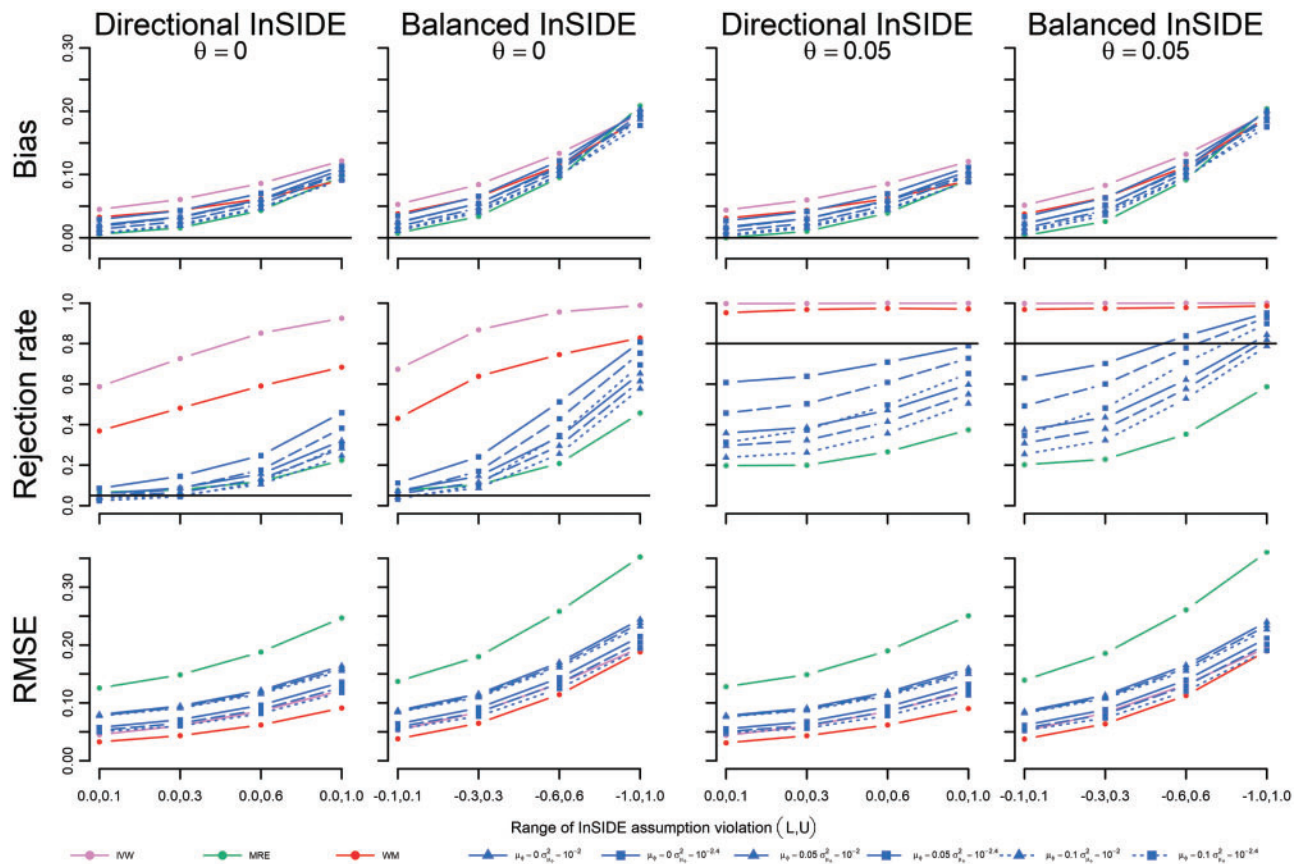 Directional InSIDE Balanced InSIDE Directional InSIDE Balanced InSIDE
θ = 0 θ = 0 θ = 0.05 θ = 0.05
Bias
0.00 0.10 0.20 0.30
Rejection rate
0.0 0.2 0.4 0.6 0.8 1.0
RMSE
0.00 0.10 0.20 0.30
0.0,0.1 0.0,0.3 0.0,0.6 0.0,1.0 -0.1,0.1 -0.3,0.3 -0.6,0.6 -1.0,1.0 0.0,0.1 0.0,0.3 0.0,0.6 0.0,1.0 -0.1,0.1 -0.3,0.3 -0.6,0.6 -1.0,1.0
Range of InSIDE assumption violation (L,U)
IVW MRE WM